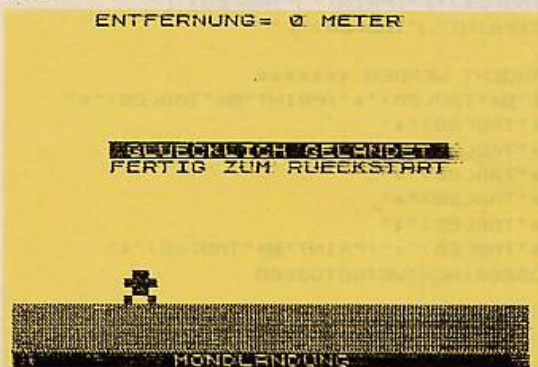 ENTFERNUNG= 0 METER
GLUECKLICH GELANDET
FERTIG ZUM RUECKSTART
MONDLANDUNG